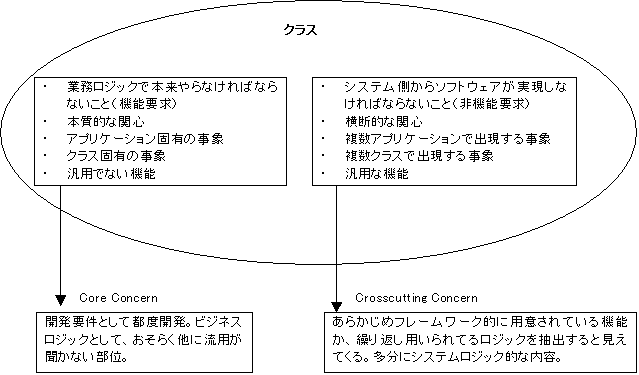 クラス
・ 業務ロジックで本来やらなければなら
ないこと(機能要求)
・ 本質的な関心
・ アプリケーション固有の事象
・ クラス固有の事象
・ 汎用でない機能
・ システム側からソフトウェアが実現しな
ければならないこと(非機能要求)
・ 横断的な関心
・ 複数アプリケーションで出現する事象
・ 複数クラスで出現する事象
・ 汎用な機能
Core Concern
開発要件として都度開発。ビジネス
ロジックとして、おそらく他に流用が
聞かない部位。
Crosscutting Concern
あらかじめフレームワーク的に用意されている機能
か、繰り返し用いられてるロジックを抽出すると見え
てくる。多分にシステムロジック的な内容。